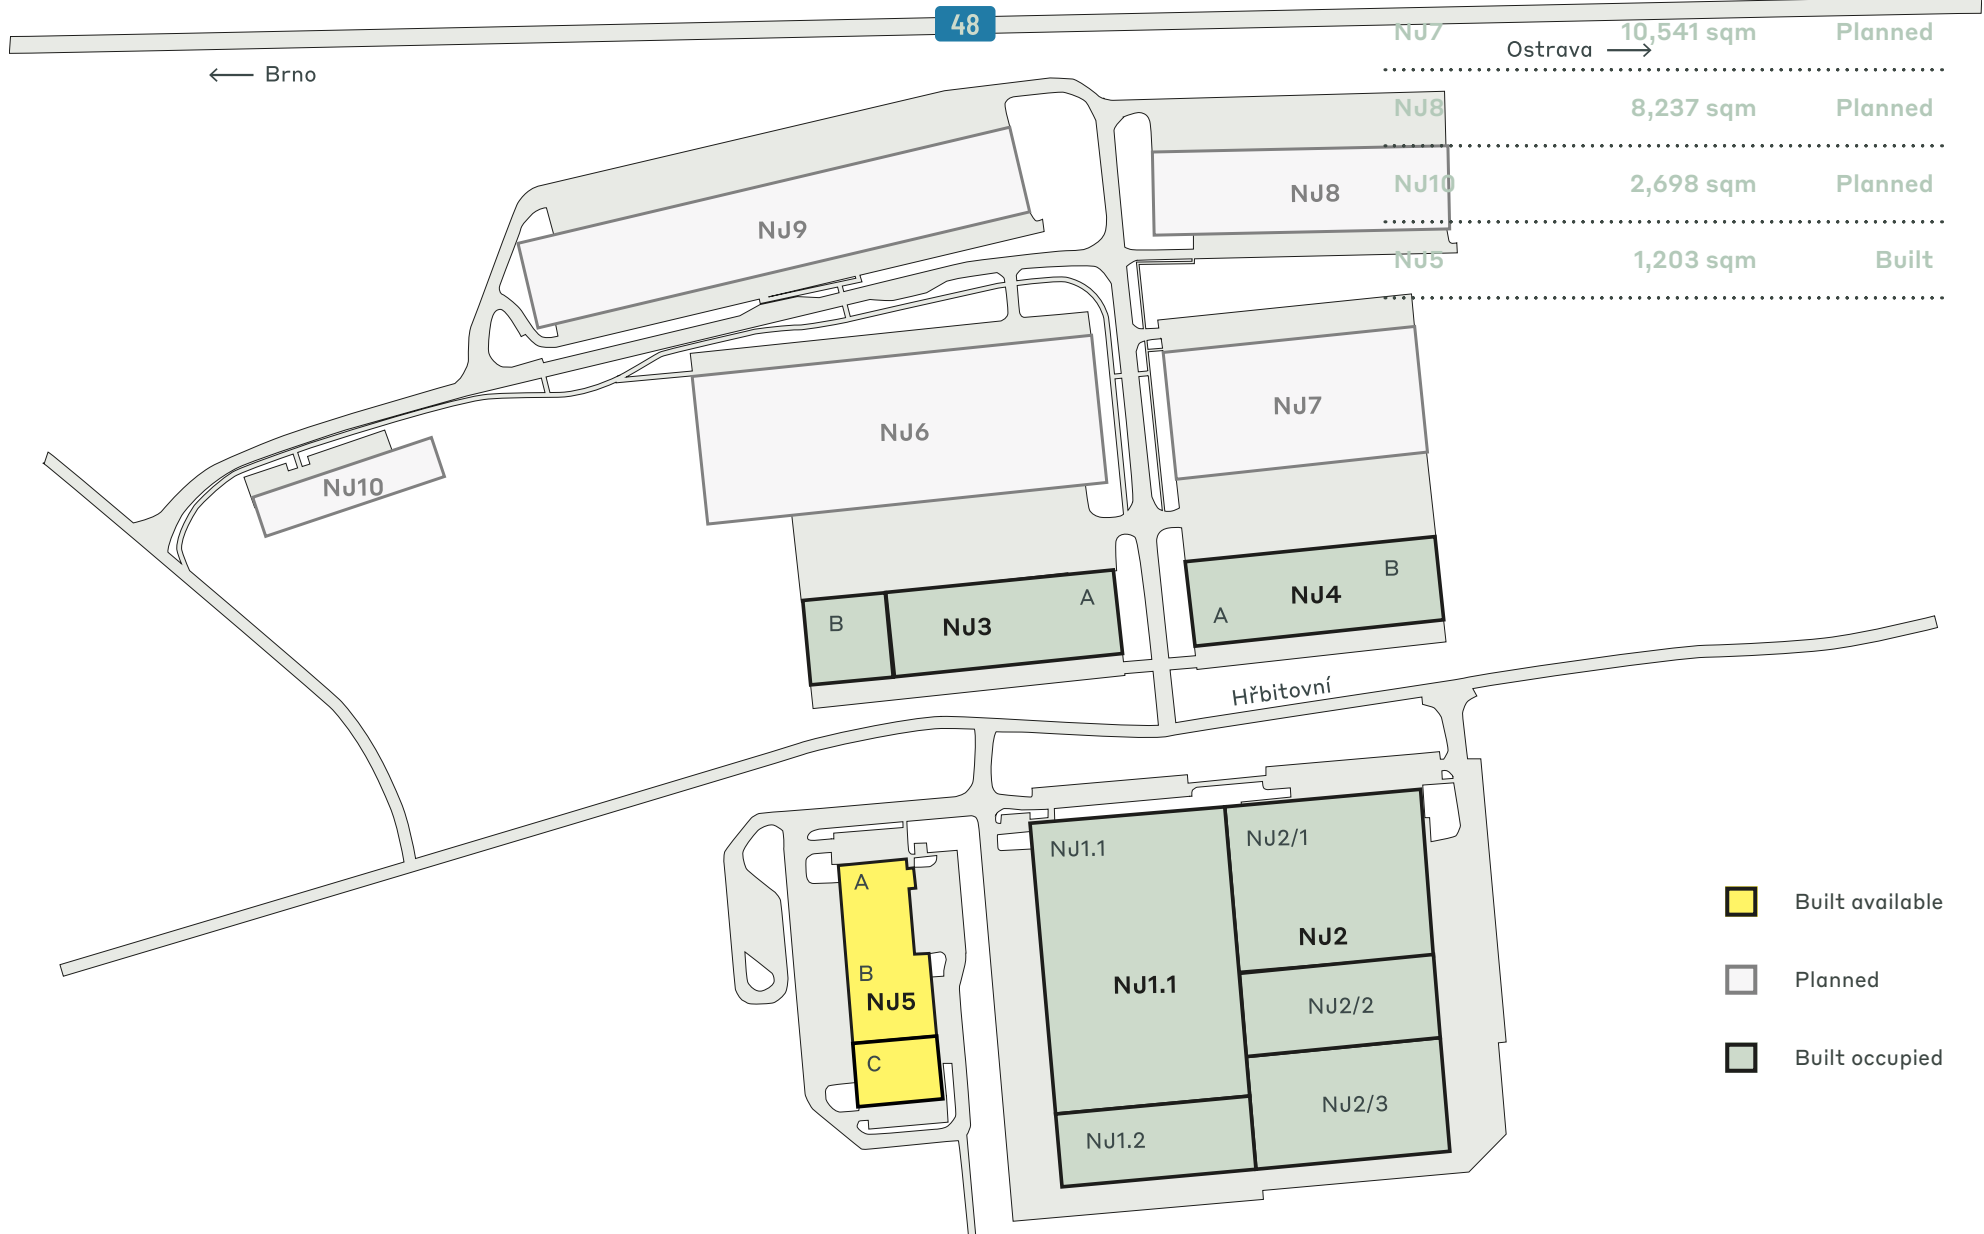 48
NJ7 10,541 sqm Planned
Ostrava
Brno
NJ8 8,237 sqm Planned
NJ10 2,698 sqm Planned
NJ8
NJ9
NJ5 1,203 sqm Built
NJ7
NJ6
NJ10
B
NJ4
A
A
B
NJ3
Hřbitovní
NJ2/1
NJ1.1
A
Built available
NJ2
B
Planned
NJ1.1
NJ5
NJ2/2
Built occupied
C
NJ2/3
NJ1.2